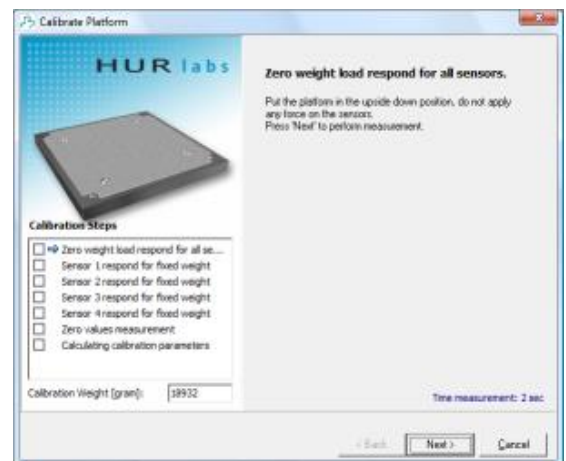 Calibrate Platform
HUR labs
Zero weight load respond for all sensors.
Put the platform in the upside down position, do not apply
any force on the sensors.
Press 'Next' to perform measurement.
Calibration Steps
Zero weight load respond for all se....
Sensor 1 respond for fixed weight
Sensor 2 respond for fixed weight
Sensor 3 respond for fixed weight
Sensor 4 respond for fixed weight
Zero values measurement
Calculating calibration parameters
Calibration Weight [gram]: 18932
Time measurement: 2 sec
< Back Next > Cancel